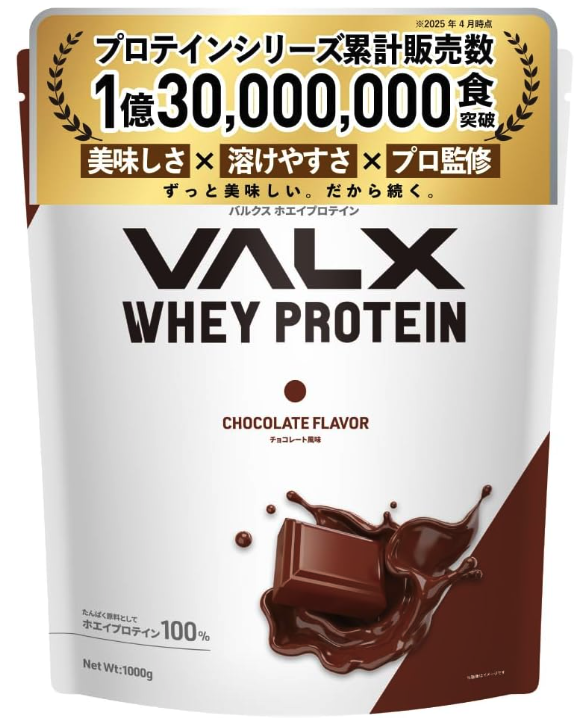 ※2025年4月時点
プロテインシリーズ累計販売数
1億30,000,000食突破
美味しさ×溶けやすさ×プロ監修
ずっと美味しい。だから続く。
バルクス ホエイプロテイン
VALX
WHEY PROTEIN
CHOCOLATE FLAVOR
チョコレート風味
たんぱく原料として
ホエイプロテイン100%
Net Wt:1000g